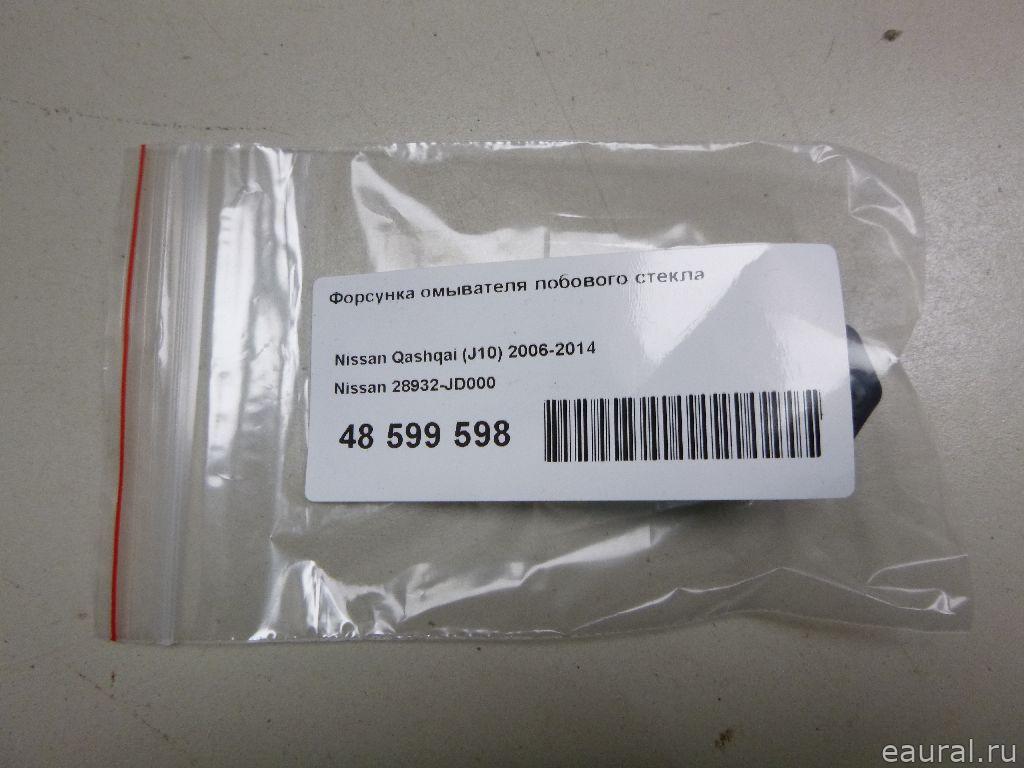 Форсунка омывателя лобового стекла
Nissan Qashqai (J10) 2006-2014
Nissan 28932-JD000
48 599 598
eaural.ru